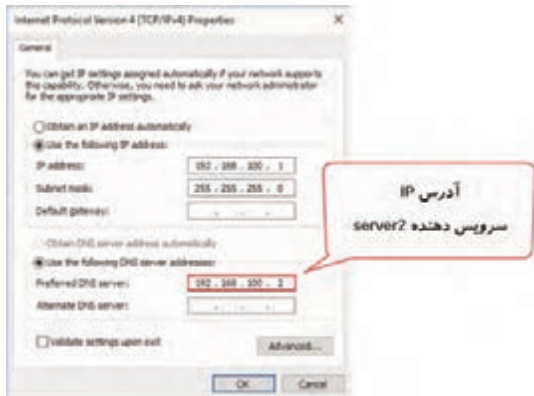 Internet Protocol Version 4 (TCP/IPv4) Properties
General
You can get IP settings assigned automatically if your network supports
this capability. Otherwise, you need to ask your network administrator
for the appropriate IP settings.
Obtain an IP address automatically
Use the following IP address:
IP address: 192 . 168 . 100 . 1
Subnet mask: 255 . 255 . 255 . 0
Default gateway: . . .
Obtain DNS server address automatically
Use the following DNS server addresses:
Preferred DNS server: 192 . 168 . 100 . 2
Alternate DNS server: . . .
Validate settings upon exit
Advanced...
OK Cancel
آدرس IP
سرویس دهنده server2